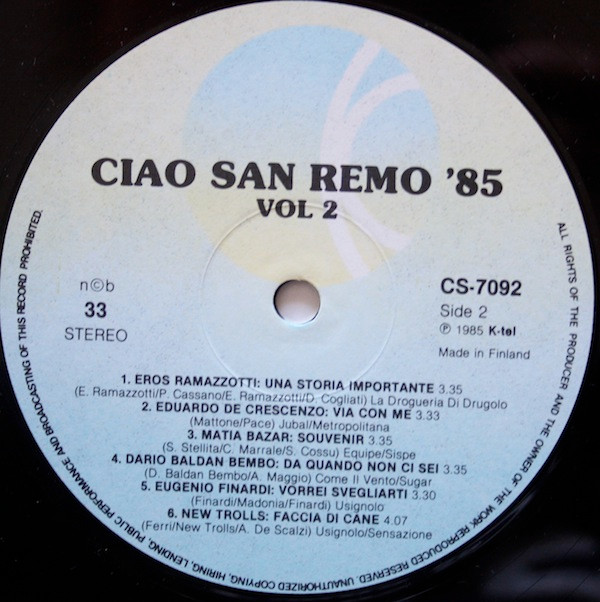 CIAO SAN REMO '85
VOL 2
n©b
33
STEREO
CS-7092
Side 2
℗ 1985 K-tel
Made in Finland
1. EROS RAMAZZOTTI: UNA STORIA IMPORTANTE 3.35
(E. Ramazzotti/P. Cassano/E. Ramazzotti/D. Cogliati) La Drogueria Di Drugolo
2. EDUARDO DE CRESCENZO: VIA CON ME 3.33
(Mattone/Pace) Jubal/Metropolitana
3. MATIA BAZAR: SOUVENIR 3.35
(S. Stellita/C. Marrale/S. Cossu) Equipe/Sispe
4. DARIO BALDAN BEMBO: DA QUANDO NON CI SEI 3.35
(D. Baldan Bembo/A. Maggio) Come Il Vento/Sugar
5. EUGENIO FINARDI: VORREI SVEGLIARTI 3.30
(Finardi/Madonia/Finardi) Usignolo
6. NEW TROLLS: FACCIA DI CANE 4.07
(Ferri/New Trolls/A. De Scalzi) Usignolo/Sensazione
ALL RIGHTS OF THE PRODUCER AND THE OWNER OF THE WORK REPRODUCED RESERVED. UNAUTHORIZED COPYING, HIRING, LENDING, PUBLIC PERFORMANCE AND BROADCASTING OF THIS RECORD PROHIBITED.